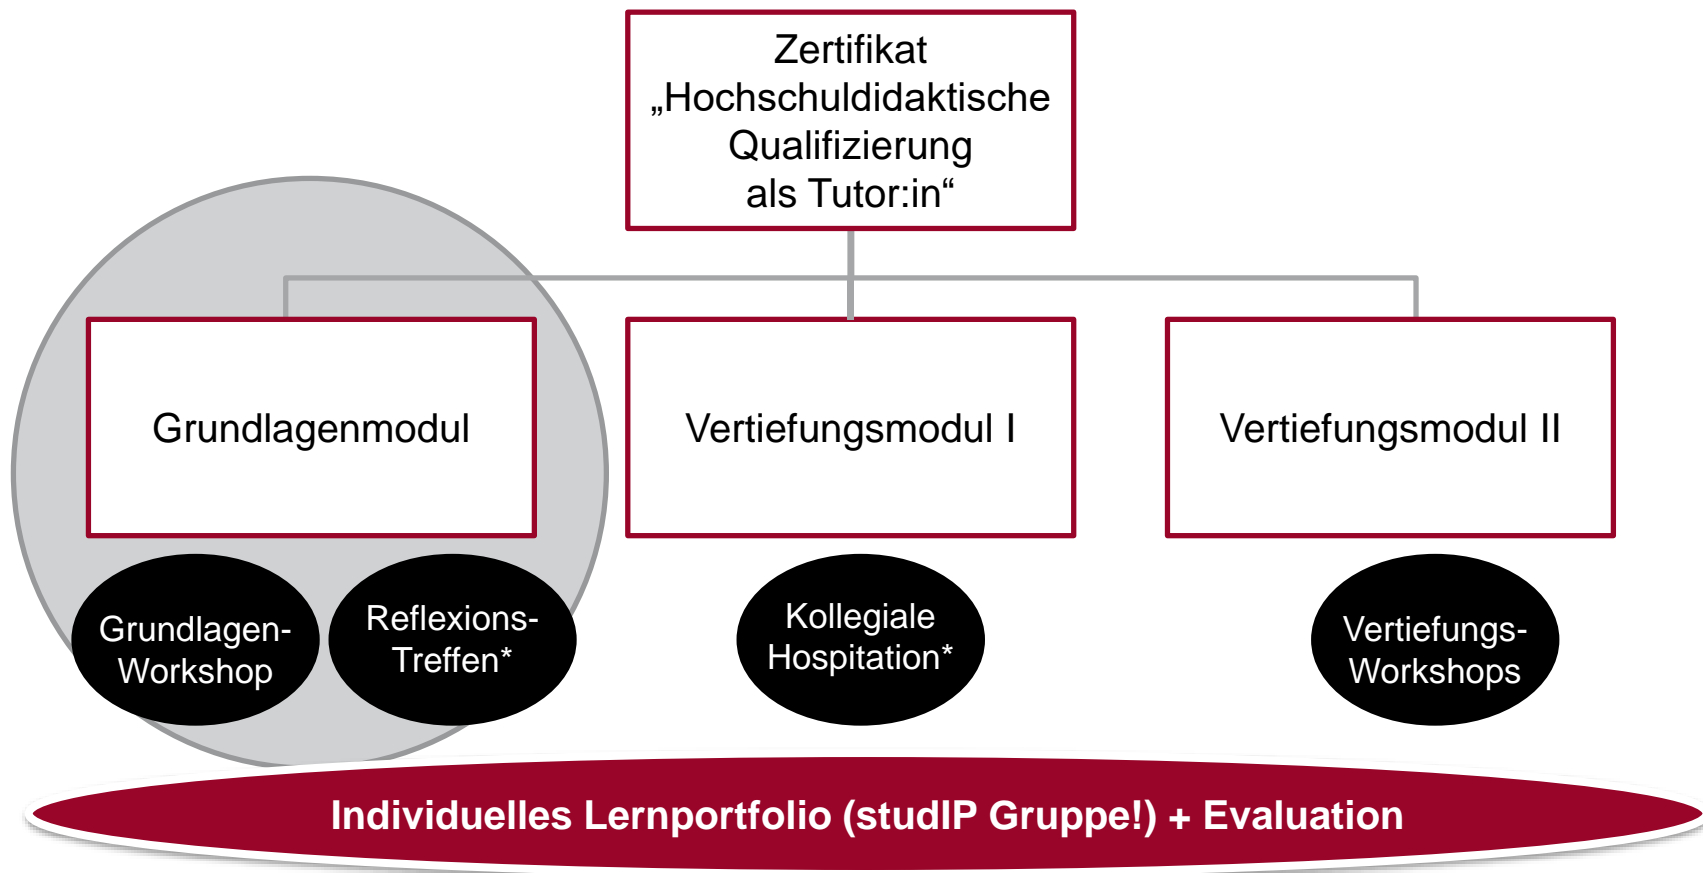 Zertifikat
„Hochschuldidaktische
Qualifizierung
als Tutor:in“
Grundlagenmodul
Vertiefungsmodul I
Vertiefungsmodul II
Grundlagen-
Workshop
Reflexions-
Treffen*
Kollegiale
Hospitation*
Vertiefungs-
Workshops
Individuelles Lernportfolio (studIP Gruppe!) + Evaluation